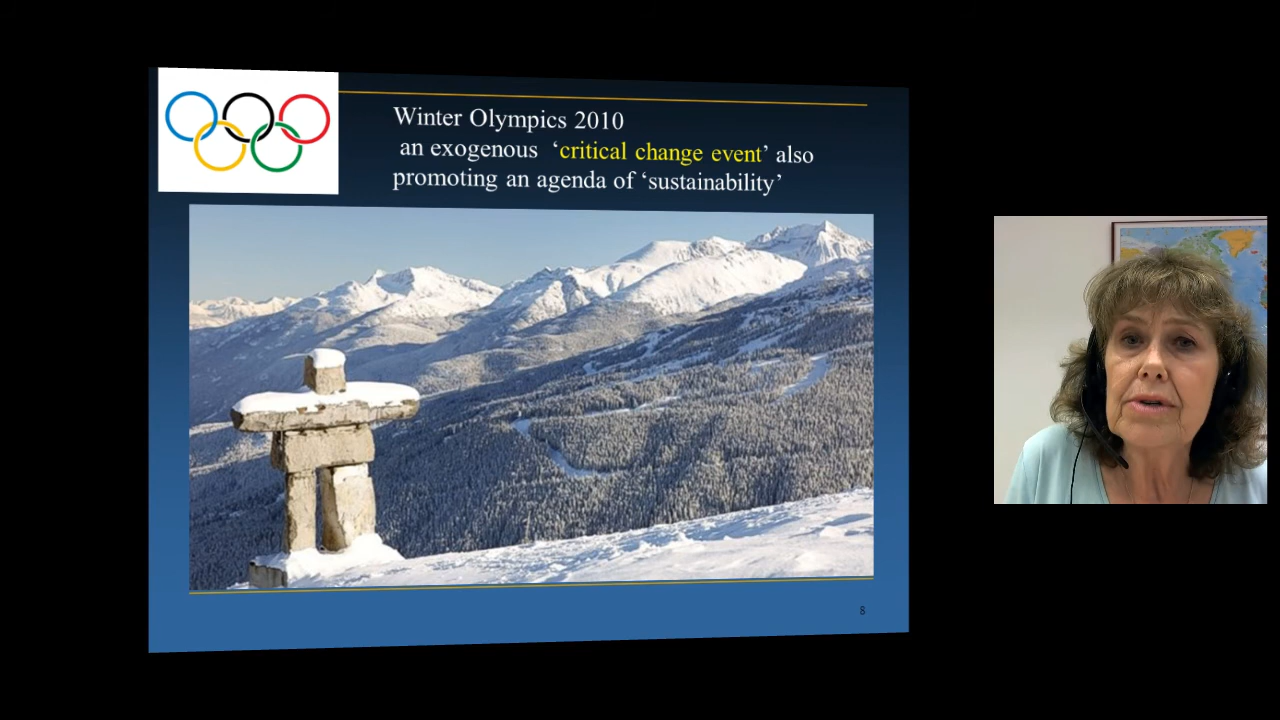 Winter Olympics 2010
an exogenous ‘critical change event’ also
promoting an agenda of ‘sustainability’
8